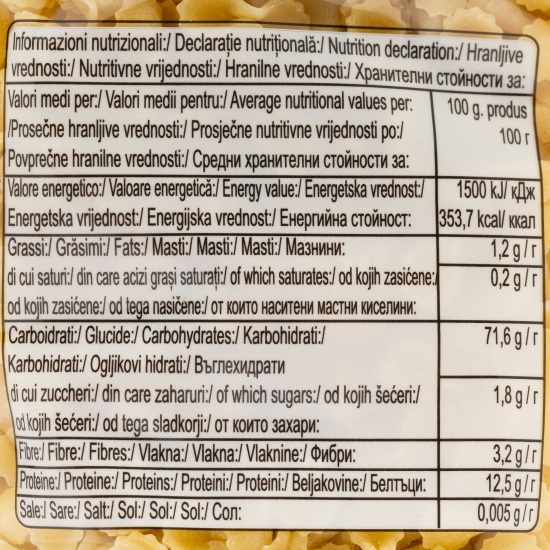 Informazioni nutrizionali:/ Declarație nutrițională:/ Nutrition declaration:/ Hranljive
vrednosti:/ Nutritivne vrijednosti:/ Hranilne vrednosti:/ Хранителни стойности за:
Valori medi per:/ Valori medii pentru:/ Average nutritional values per: 100 g. produs
/Prosečne hranljive vrednosti:/ Prosječne nutritivne vrijednosti po:/ 100 г
Povprečne hranilne vrednosti:/ Средни хранителни стойности за:
Valore energetico:/ Valoare energetică:/ Energy value:/ Energetska vrednost:/ 1500 kJ/ кДж
Energetska vrijednost:/ Energijska vrednost:/ Енергийна стойност: 353,7 kcal/ ккал
Grassi:/ Grăsimi:/ Fats:/ Masti:/ Masti:/ Masti:/ Мазнини: 1,2 g/г
di cui saturi:/ din care acizi grași saturați:/ of which saturates:/ od kojih zasićene:/ 0,2 g/г
od kojih zasićene:/ od tega nasičene:/ от които наситени мастни киселини:
Carboidrati:/ Glucide:/ Carbohydrates:/ Karbohidrati:/ 71,6 g/г
Karbohidrati:/ Ogljikovi hidrati:/ Въглехидрати
di cui zuccheri:/ din care zaharuri:/ of which sugars:/ od kojih šećeri:/ 1,8 g/г
od kojih šećeri:/ od tega sladkorji:/ от които захари:
Fibre:/ Fibre:/ Fibres:/ Vlakna:/ Vlakna:/ Vlaknine:/ Фибри: 3,2 g/г
Proteine:/ Proteine:/ Proteins:/ Proteini:/ Proteini:/ Beljakovine:/ Белтъци: 12,5 g/г
Sale:/ Sare:/ Salt:/ Sol:/ Sol:/ Sol:/ Сол: 0,005 g/г